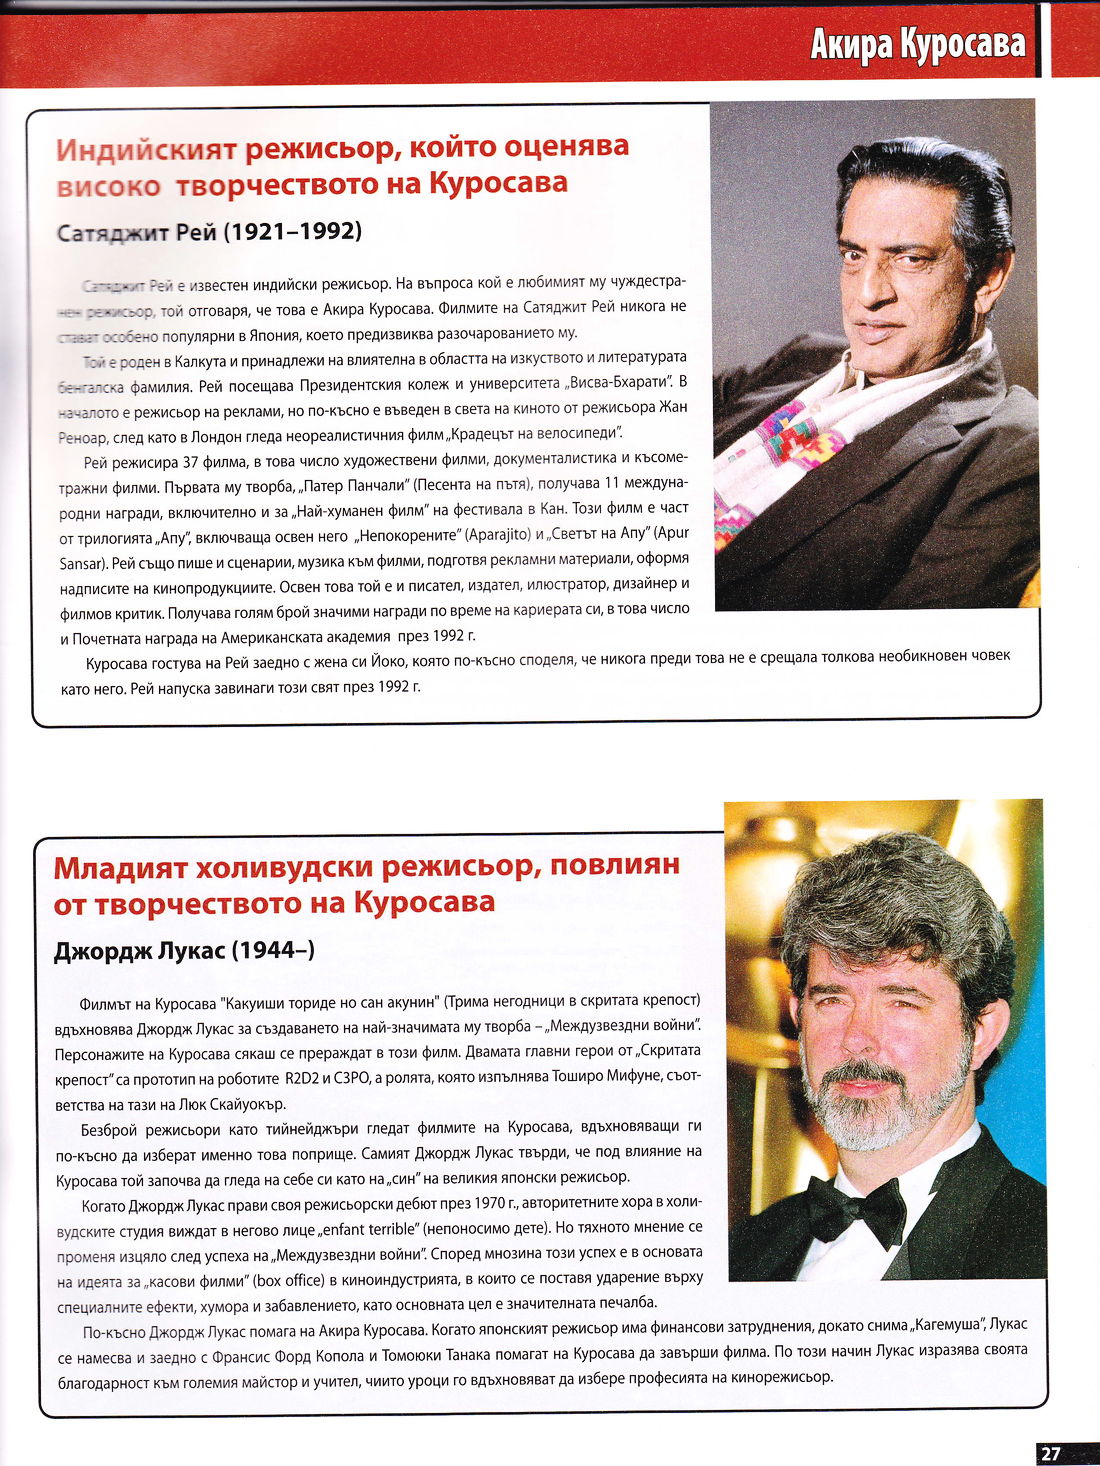 Акира Куросава
Индийският режисьор, който оценява
високо творчеството на Куросава
Сатяджит Рей (1921–1992)
Сатяджит Рей е известен индийски режисьор. На въпроса кой е любимият му чуждестра-
нен режисьор, той отговаря, че това е Акира Куросава. Филмите на Сатяджит Рей никога не
стават особено популярни в Япония, което предизвиква разочарованието му.
Той е роден в Калкута и принадлежи на влиятелна в областта на изкуството и литературата
бенгалска фамилия. Рей посещава Президентския колеж и университета „Висва-Бхарати". В
началото е режисьор на реклами, но по-късно е въведен в света на киното от режисьора Жан
Реноар, след като в Лондон гледа неореалистичния филм „Крадецът на велосипеди".
Рей режисира 37 филма, в това число художествени филми, документалистика и късоме-
тражни филми. Първата му творба, „Патер Панчали" (Песента на пътя), получава 11 междуна-
родни награди, включително и за „Най-хуманен филм" на фестивала в Кан. Този филм е част
от трилогията „Апу", включваща освен него „Непокорените" (Aparajito) и „Светът на Апу" (Apur
Sansar). Рей също пише и сценарии, музика към филми, подготвя рекламни материали, оформя
надписите на кинопродукциите. Освен това той е и писател, издател, илюстратор, дизайнер и
филмов критик. Получава голям брой значими награди по време на кариерата си, в това число
и Почетната награда на Американската академия през 1992 г.
Куросава гостува на Рей заедно с жена си Йоко, която по-късно споделя, че никога преди това не е срещала толкова необикновен човек
като него. Рей напуска завинаги този свят през 1992 г.
Младият холивудски режисьор, повлиян
от творчеството на Куросава
Джордж Лукас (1944–)
Филмът на Куросава "Какуиши ториде но сан акунин" (Трима негодници в скритата крепост)
вдъхновява Джордж Лукас за създаването на най-значимата му творба – „Междузвездни войни".
Персонажите на Куросава сякаш се прераждат в този филм. Двамата главни герои от „Скритата
крепост" са прототип на роботите R2D2 и C3PO, а ролята, която изпълнява Тоширо Мифуне, съот-
ветства на тази на Люк Скайуокър.
Безброй режисьори като тийнейджъри гледат филмите на Куросава, вдъхновяващи ги
по-късно да изберат именно това поприще. Самият Джордж Лукас твърди, че под влияние на
Куросава той започва да гледа на себе си като на „син" на великия японски режисьор.
Когато Джордж Лукас прави своя режисьорски дебют през 1970 г., авторитетните хора в холи-
вудските студия виждат в негово лице „enfant terrible" (непоносимо дете). Но тяхното мнение се
променя изцяло след успеха на „Междузвездни войни". Според мнозина този успех е в основата
на идеята за „касови филми" (box office) в киноиндустрията, в които се поставя ударение върху
специалните ефекти, хумора и забавлението, като основната цел е значителната печалба.
По-късно Джордж Лукас помага на Акира Куросава. Когато японският режисьор има финансови затруднения, докато снима „Кагемуша", Лукас
се намесва и заедно с Франсис Форд Копола и Томоюки Танака помагат на Куросава да завърши филма. По този начин Лукас изразява своята
благодарност към големия майстор и учител, чиито уроци го вдъхновяват да избере професията на кинорежисьор.
27